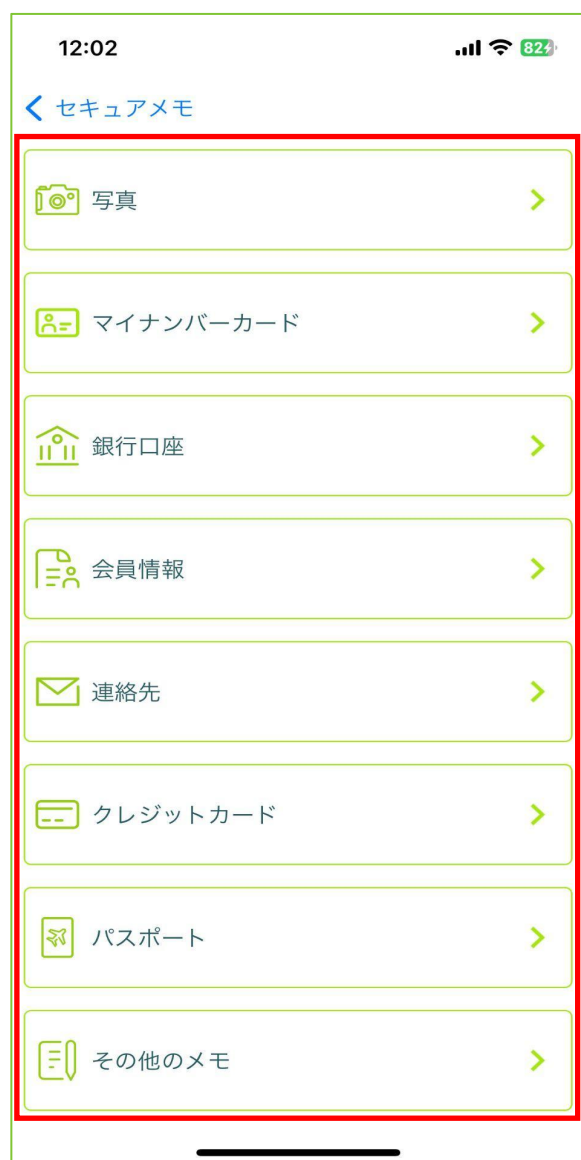 12:02
82
セキュアメモ
写真
マイナンバーカード
銀行口座
会員情報
連絡先
クレジットカード
パスポート
その他のメモ